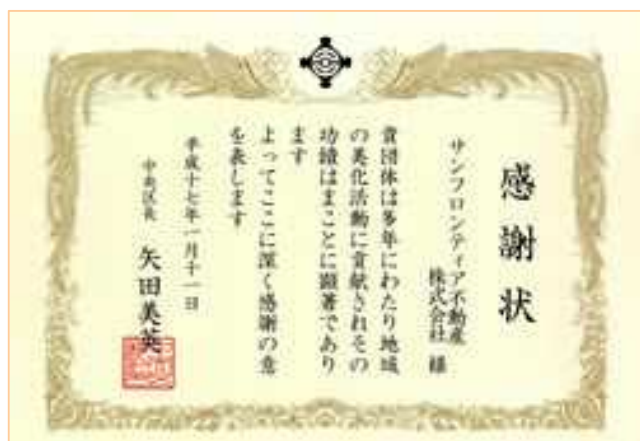 感謝状
サンフロンティア不動産
株式会社 様
貴団体は多年にわたり地域
の美化活動に貢献されその
功績はまことに顕著であり
ます
よってここに深く感謝の意
を表します
平成十七年一月十一日
中央区長 矢田美英